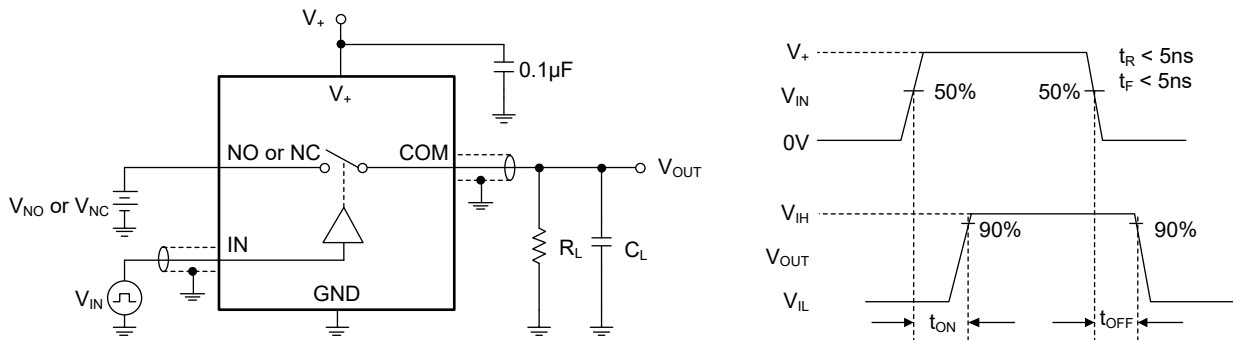 V+
0.1µF
V+
NO or NC
COM
VOUT
VNO or VNC
IN
RL
CL
VIN
GND
V+
tR < 5ns
tF < 5ns
VIN
50%
50%
0V
VIH
90%
90%
VOUT
VIL
tON
tOFF